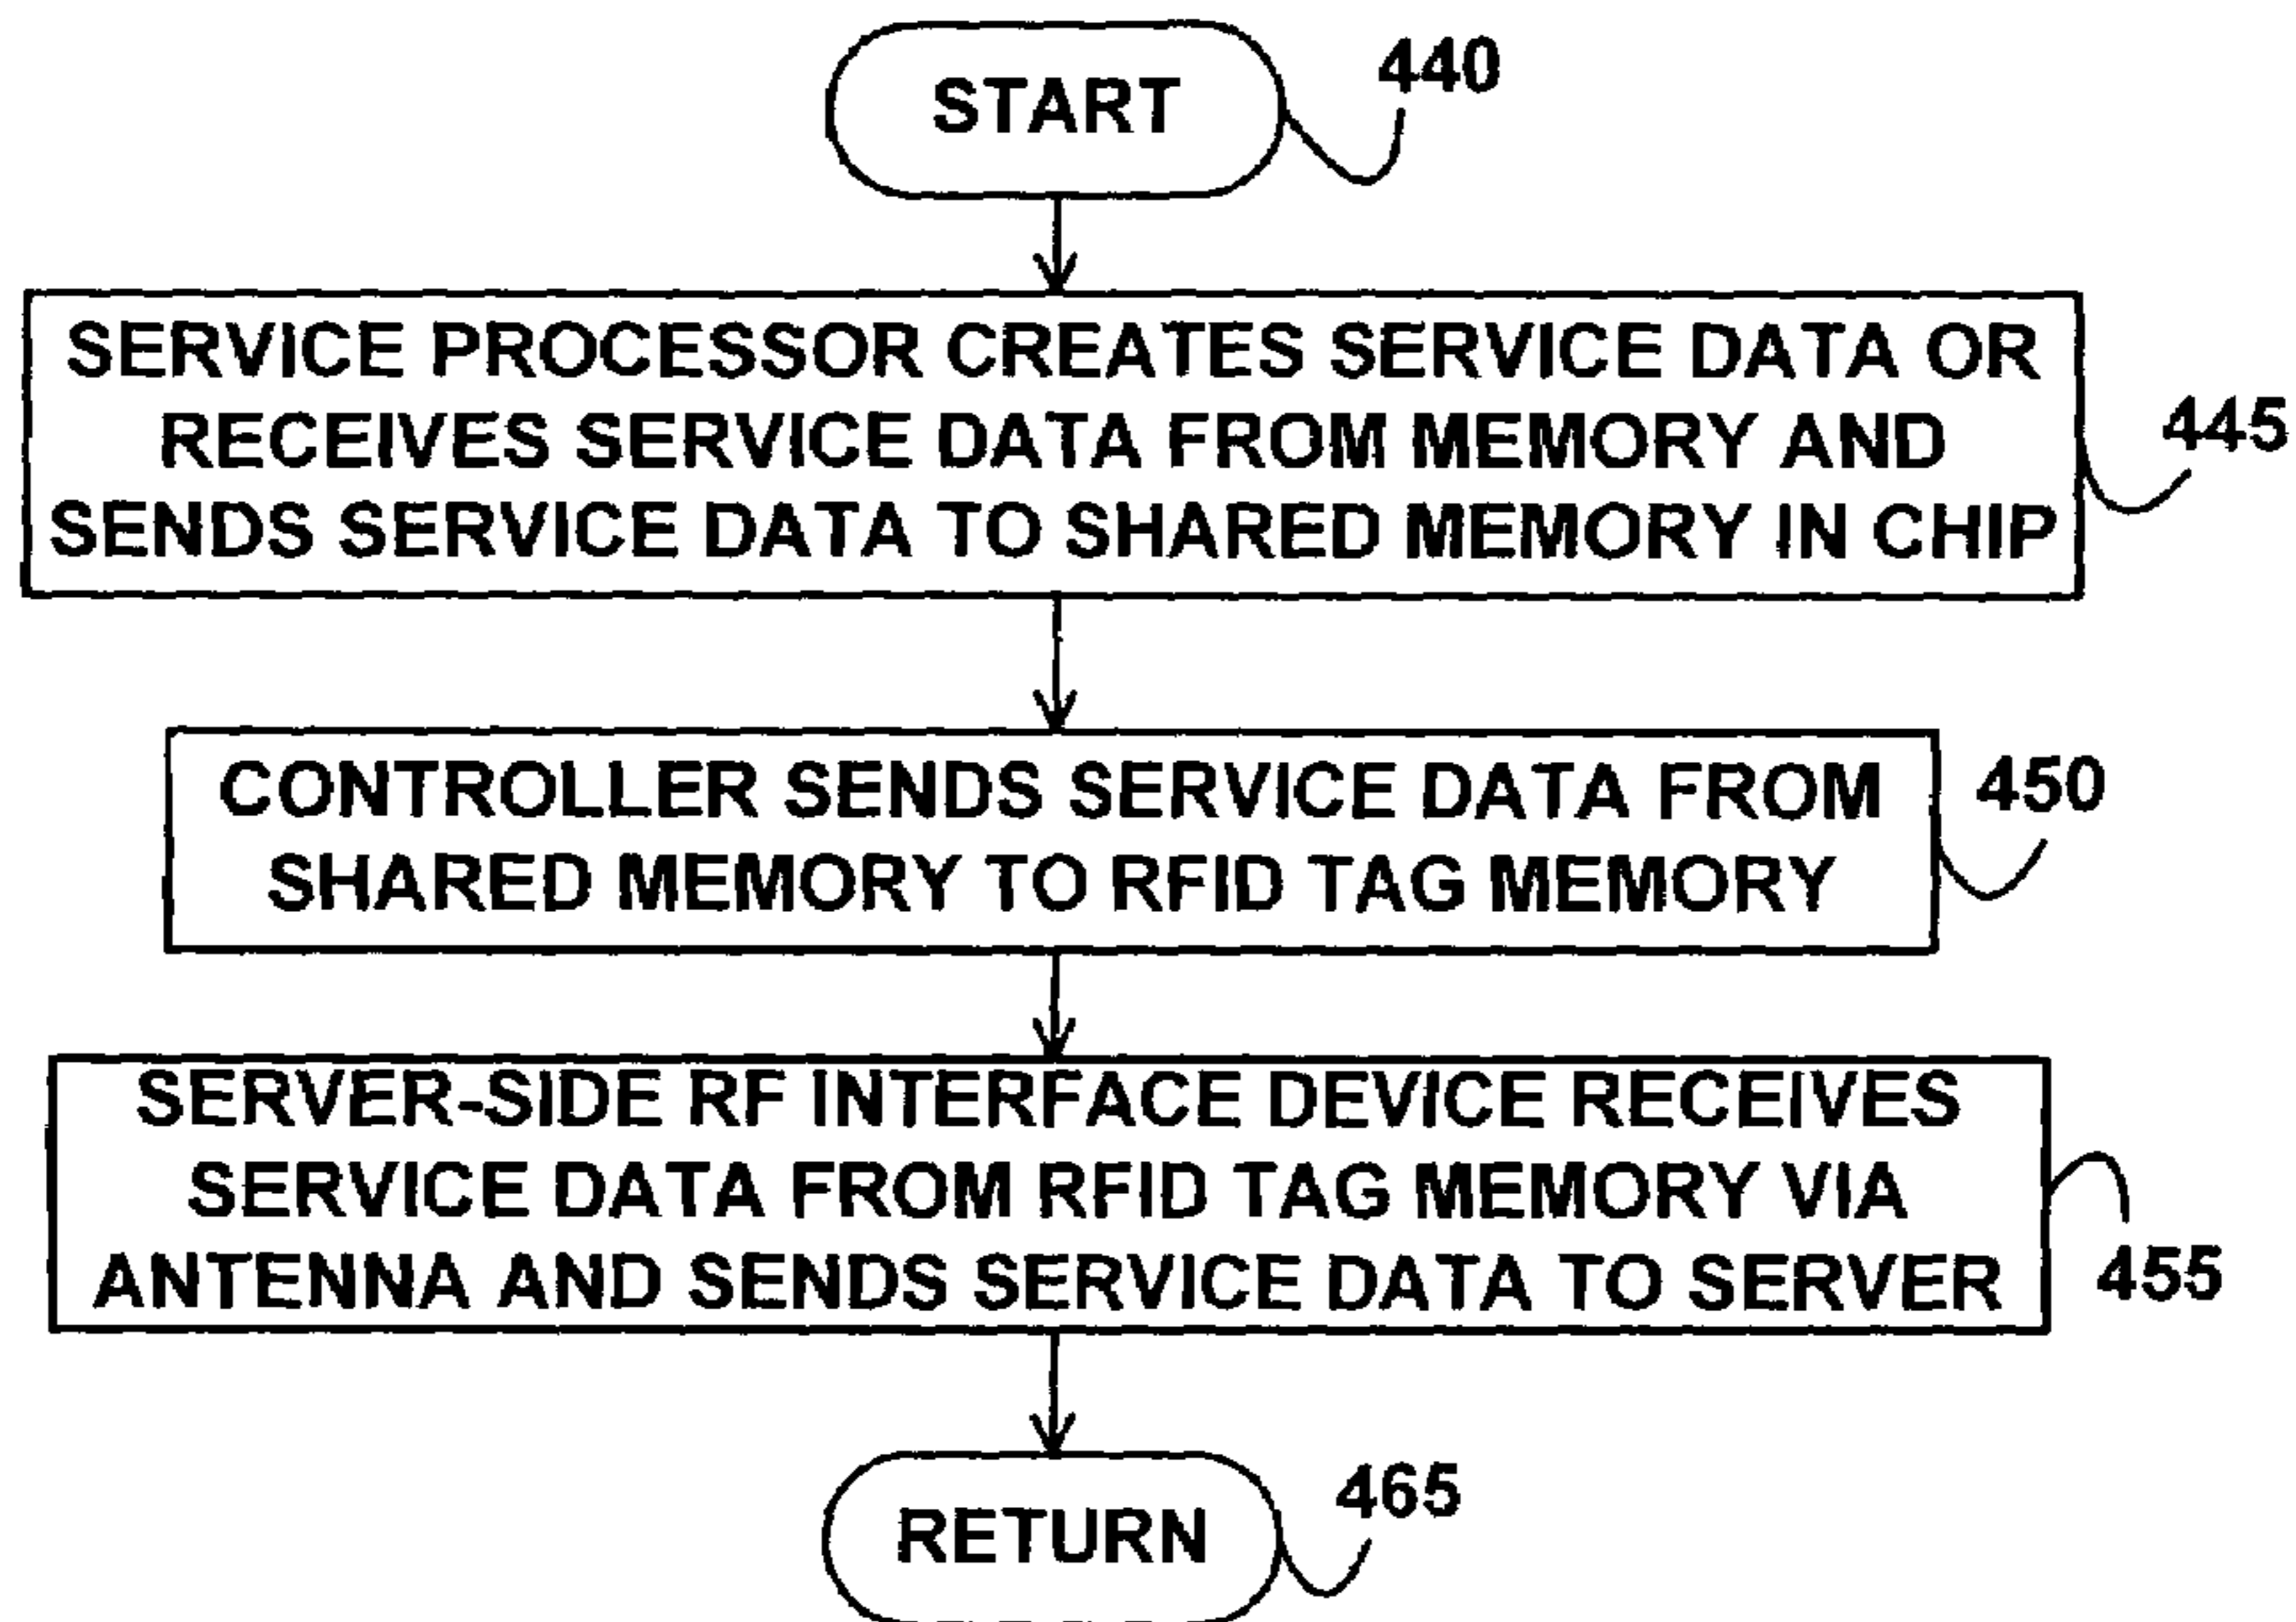 START
440
SERVICE PROCESSOR CREATES SERVICE DATA OR
RECEIVES SERVICE DATA FROM MEMORY AND
SENDS SERVICE DATA TO SHARED MEMORY IN CHIP
445
CONTROLLER SENDS SERVICE DATA FROM
SHARED MEMORY TO RFID TAG MEMORY
450
SERVER-SIDE RF INTERFACE DEVICE RECEIVES
SERVICE DATA FROM RFID TAG MEMORY VIA
ANTENNA AND SENDS SERVICE DATA TO SERVER
455
RETURN
465